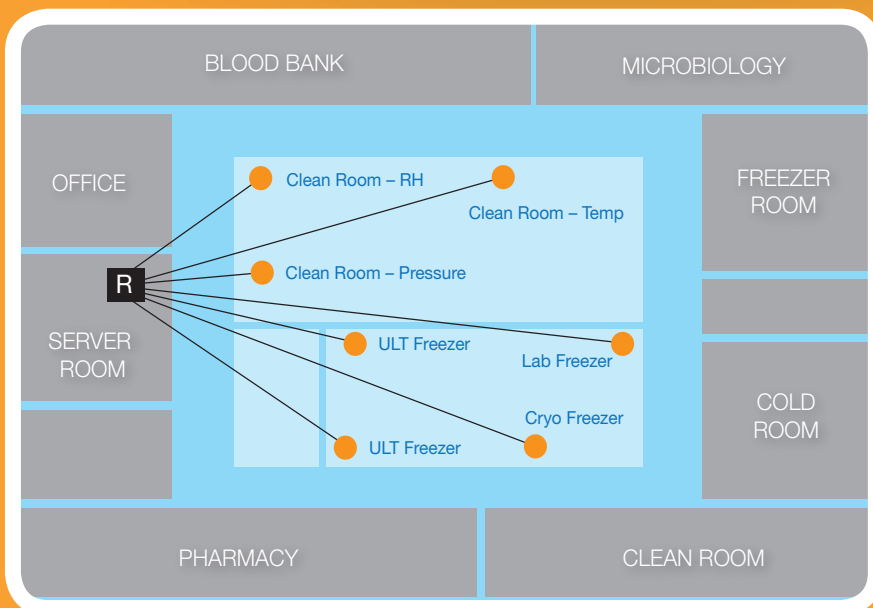 BLOOD BANK
MICROBIOLOGY
OFFICE
FREEZER
ROOM
Clean Room – RH
Clean Room – Temp
Clean Room – Pressure
R
SERVER
ROOM
ULT Freezer
Lab Freezer
Cryo Freezer
ULT Freezer
COLD
ROOM
PHARMACY
CLEAN ROOM